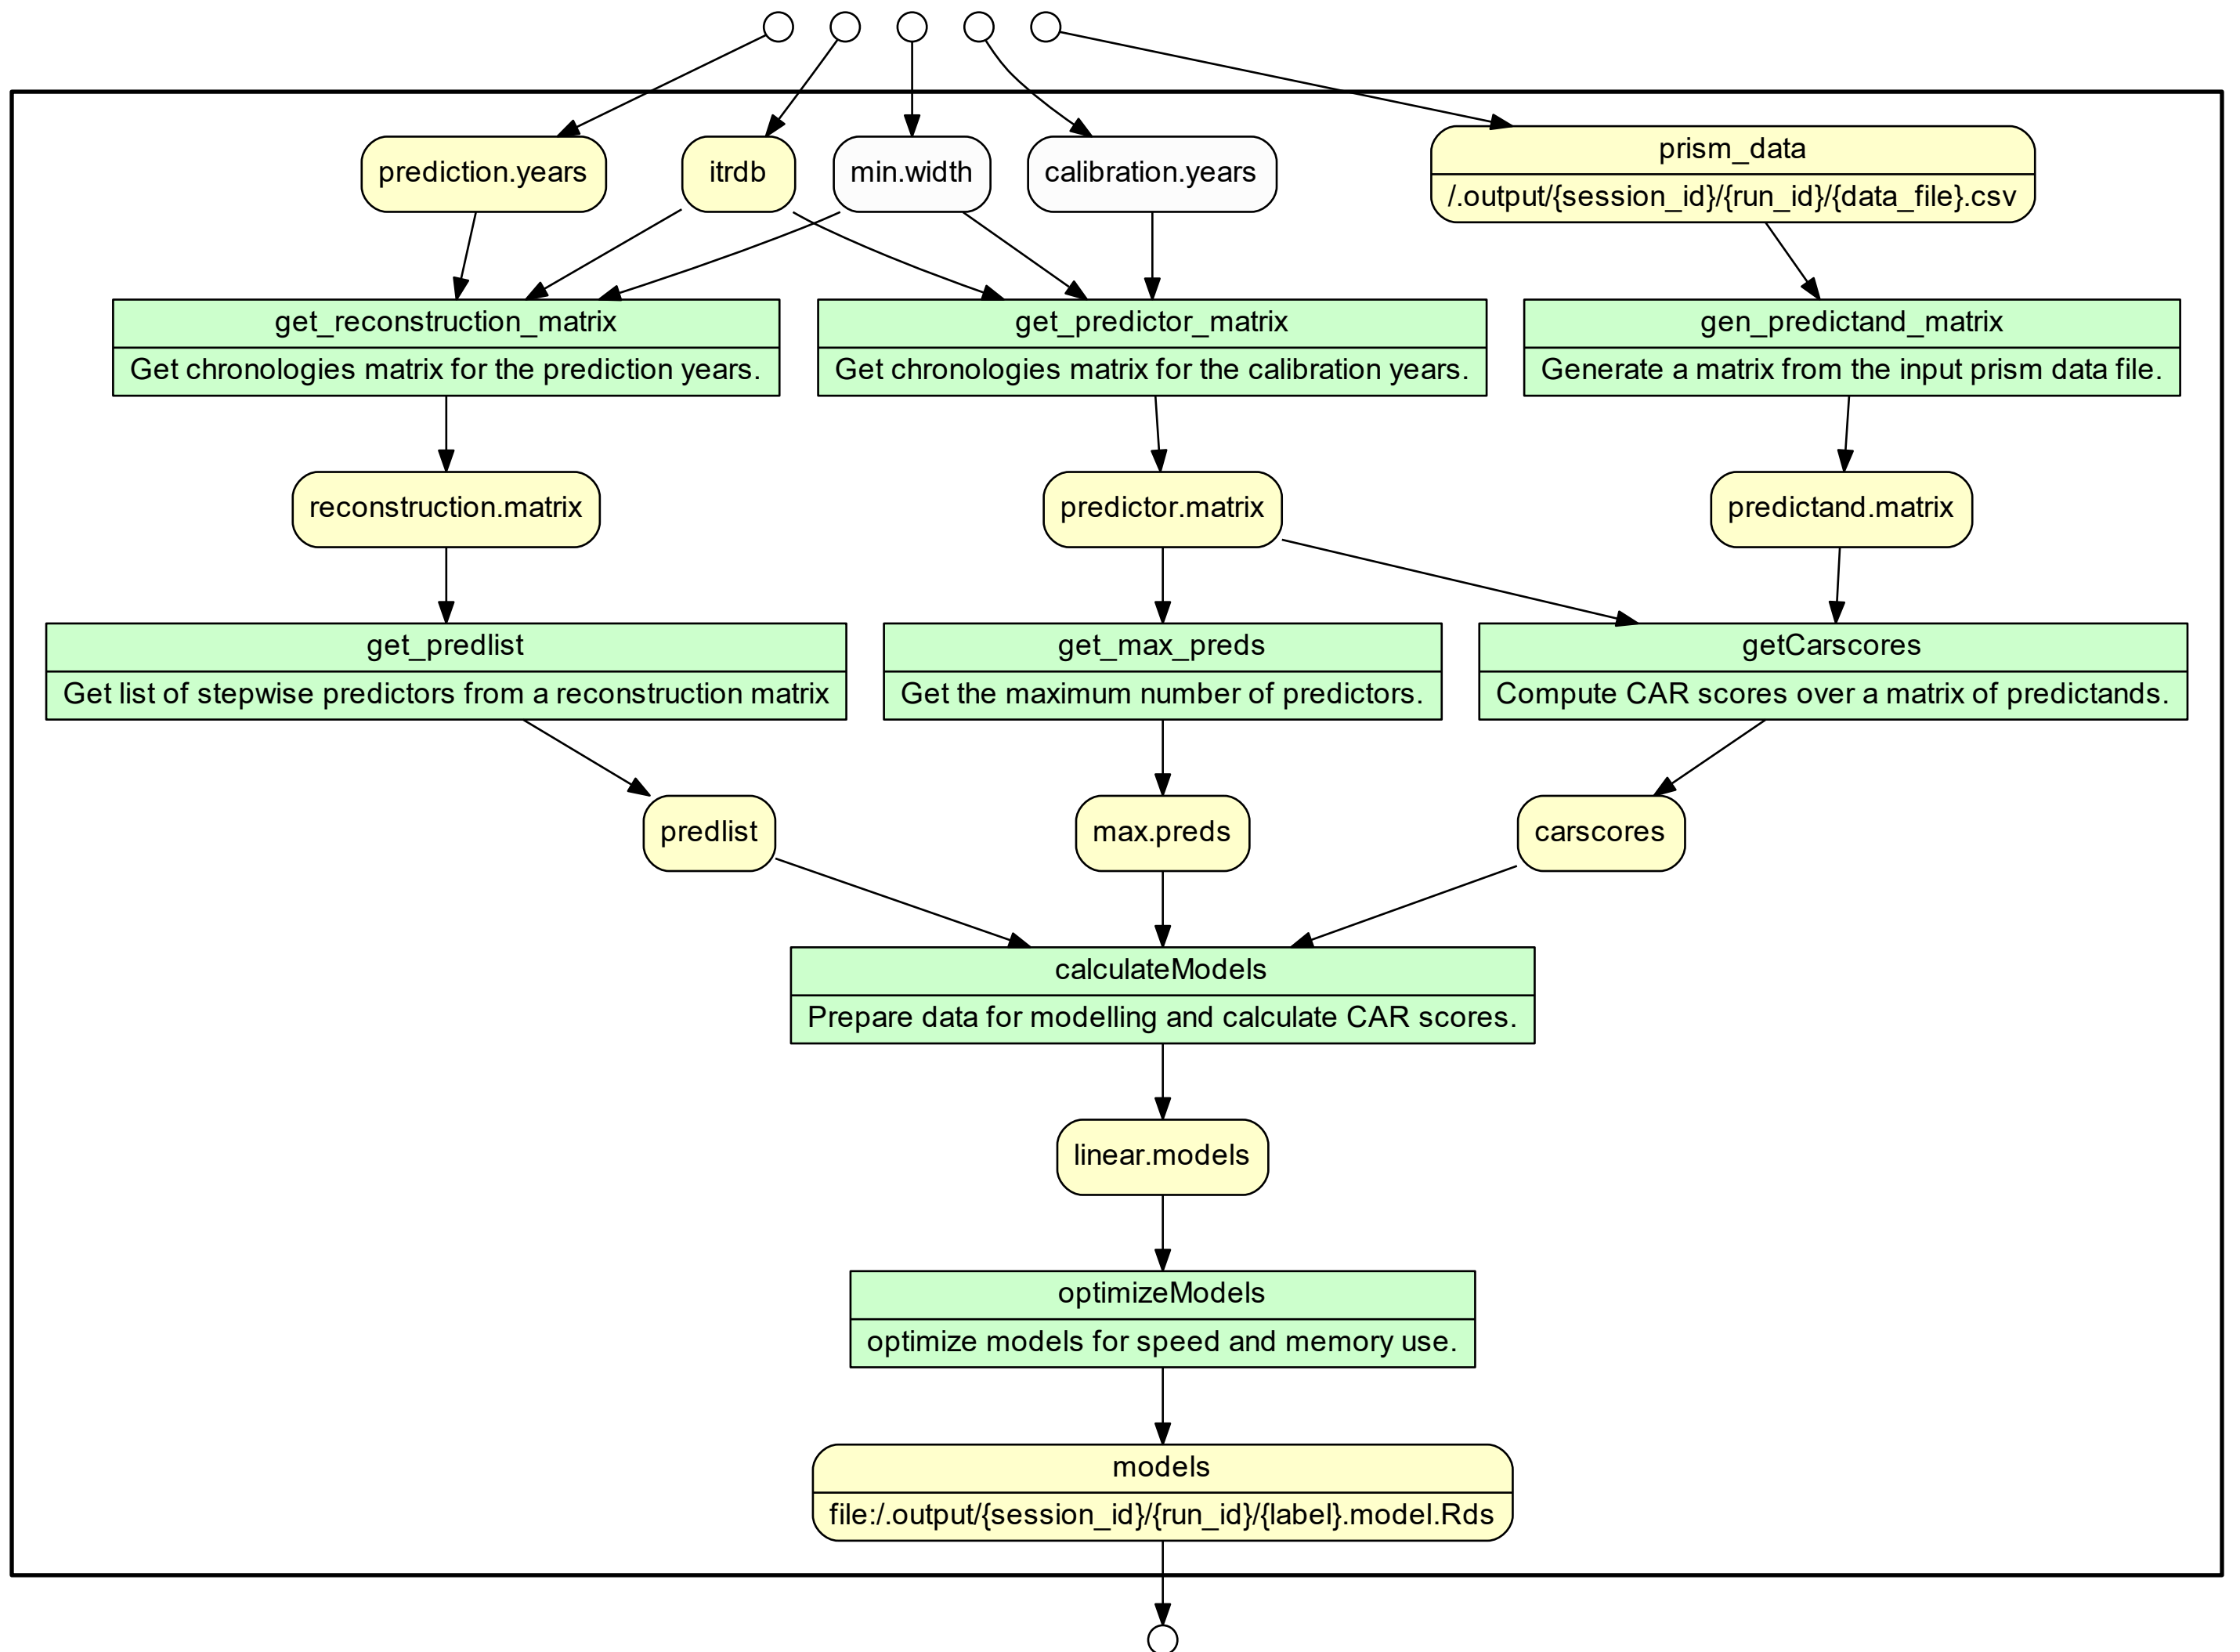 prediction.years
itrdb
min.width
calibration.years
prism_data
/.output/{session_id}/{run_id}/{data_file}.csv
get_reconstruction_matrix
Get chronologies matrix for the prediction years.
get_predictor_matrix
Get chronologies matrix for the calibration years.
gen_predictand_matrix
Generate a matrix from the input prism data file.
reconstruction.matrix
predictor.matrix
predictand.matrix
get_predlist
Get list of stepwise predictors from a reconstruction matrix
get_max_preds
Get the maximum number of predictors.
getCarscores
Compute CAR scores over a matrix of predictands.
predlist
max.preds
carscores
calculateModels
Prepare data for modelling and calculate CAR scores.
linear.models
optimizeModels
optimize models for speed and memory use.
models
file:/.output/{session_id}/{run_id}/{label}.model.Rds